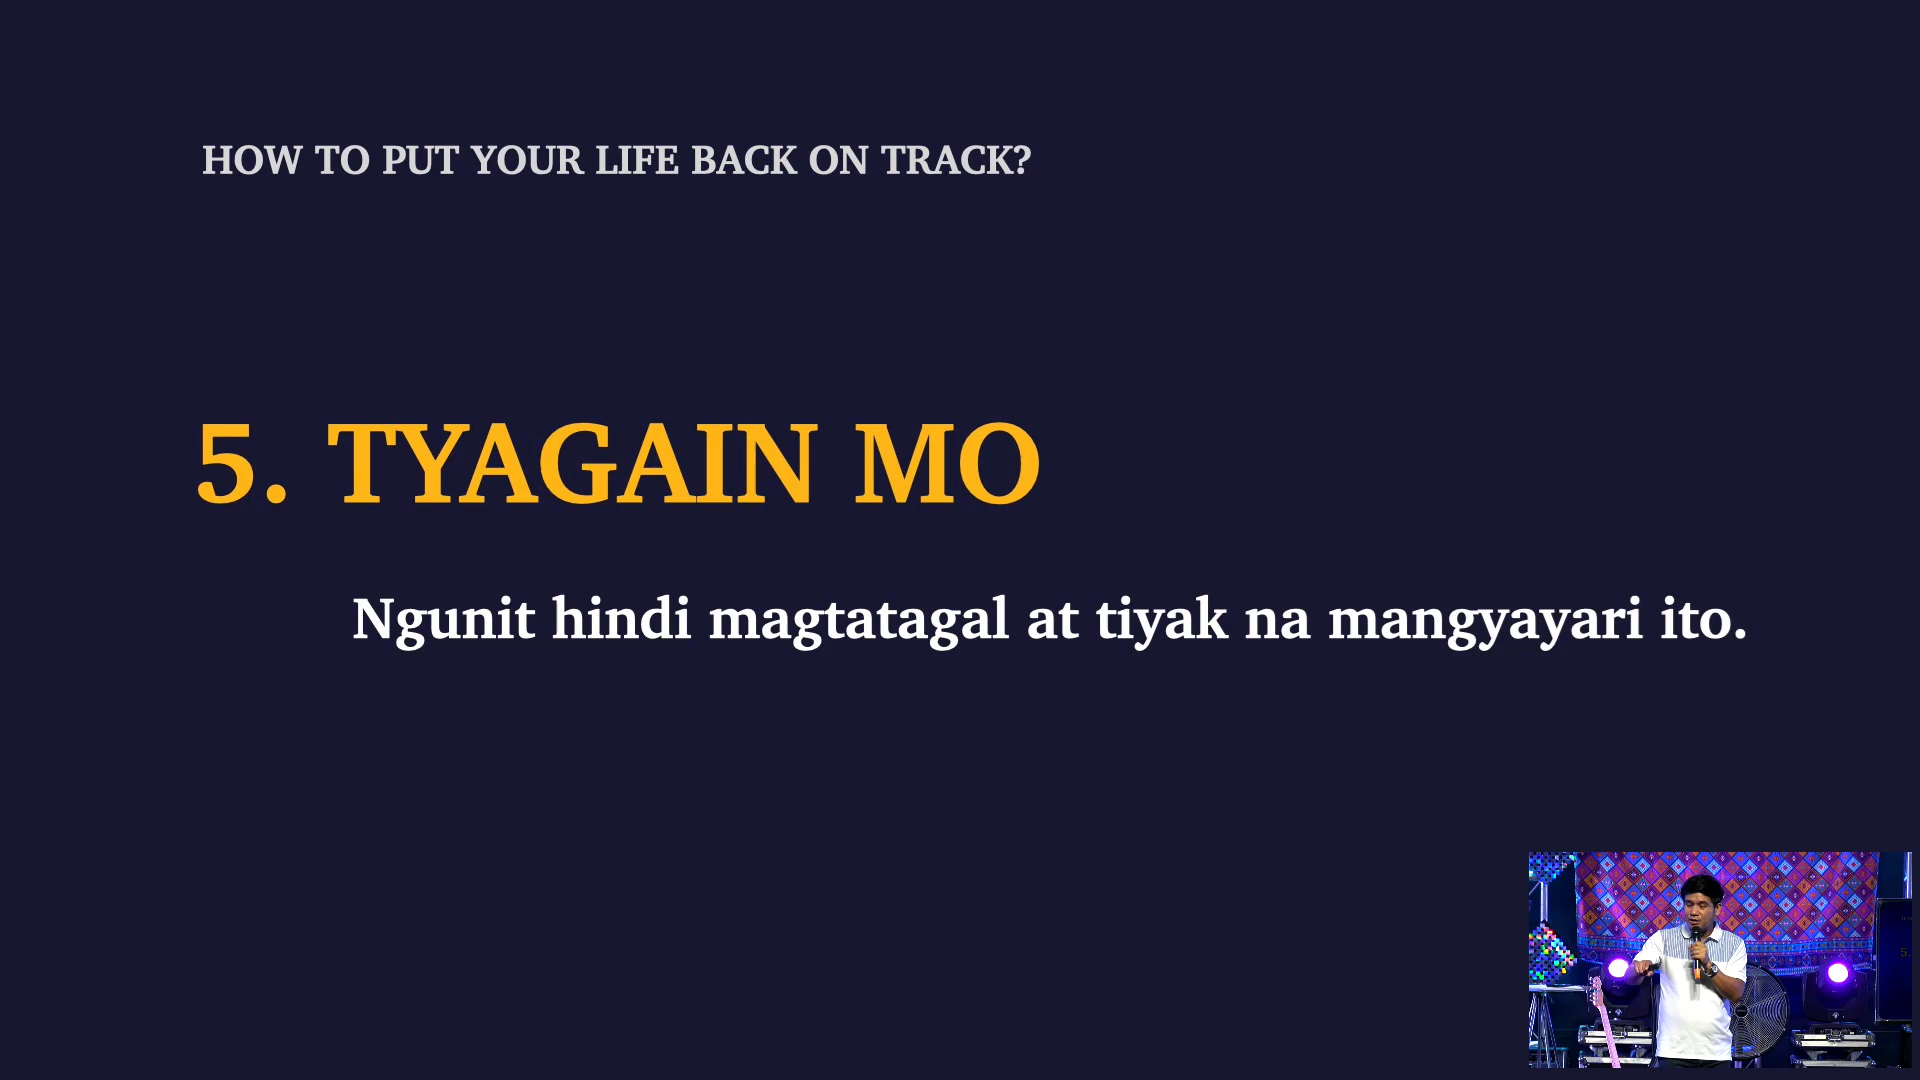 HOW TO PUT YOUR LIFE BACK ON TRACK?
5. TYAGAIN MO
Ngunit hindi magtatagal at tiyak na mangyayari ito.